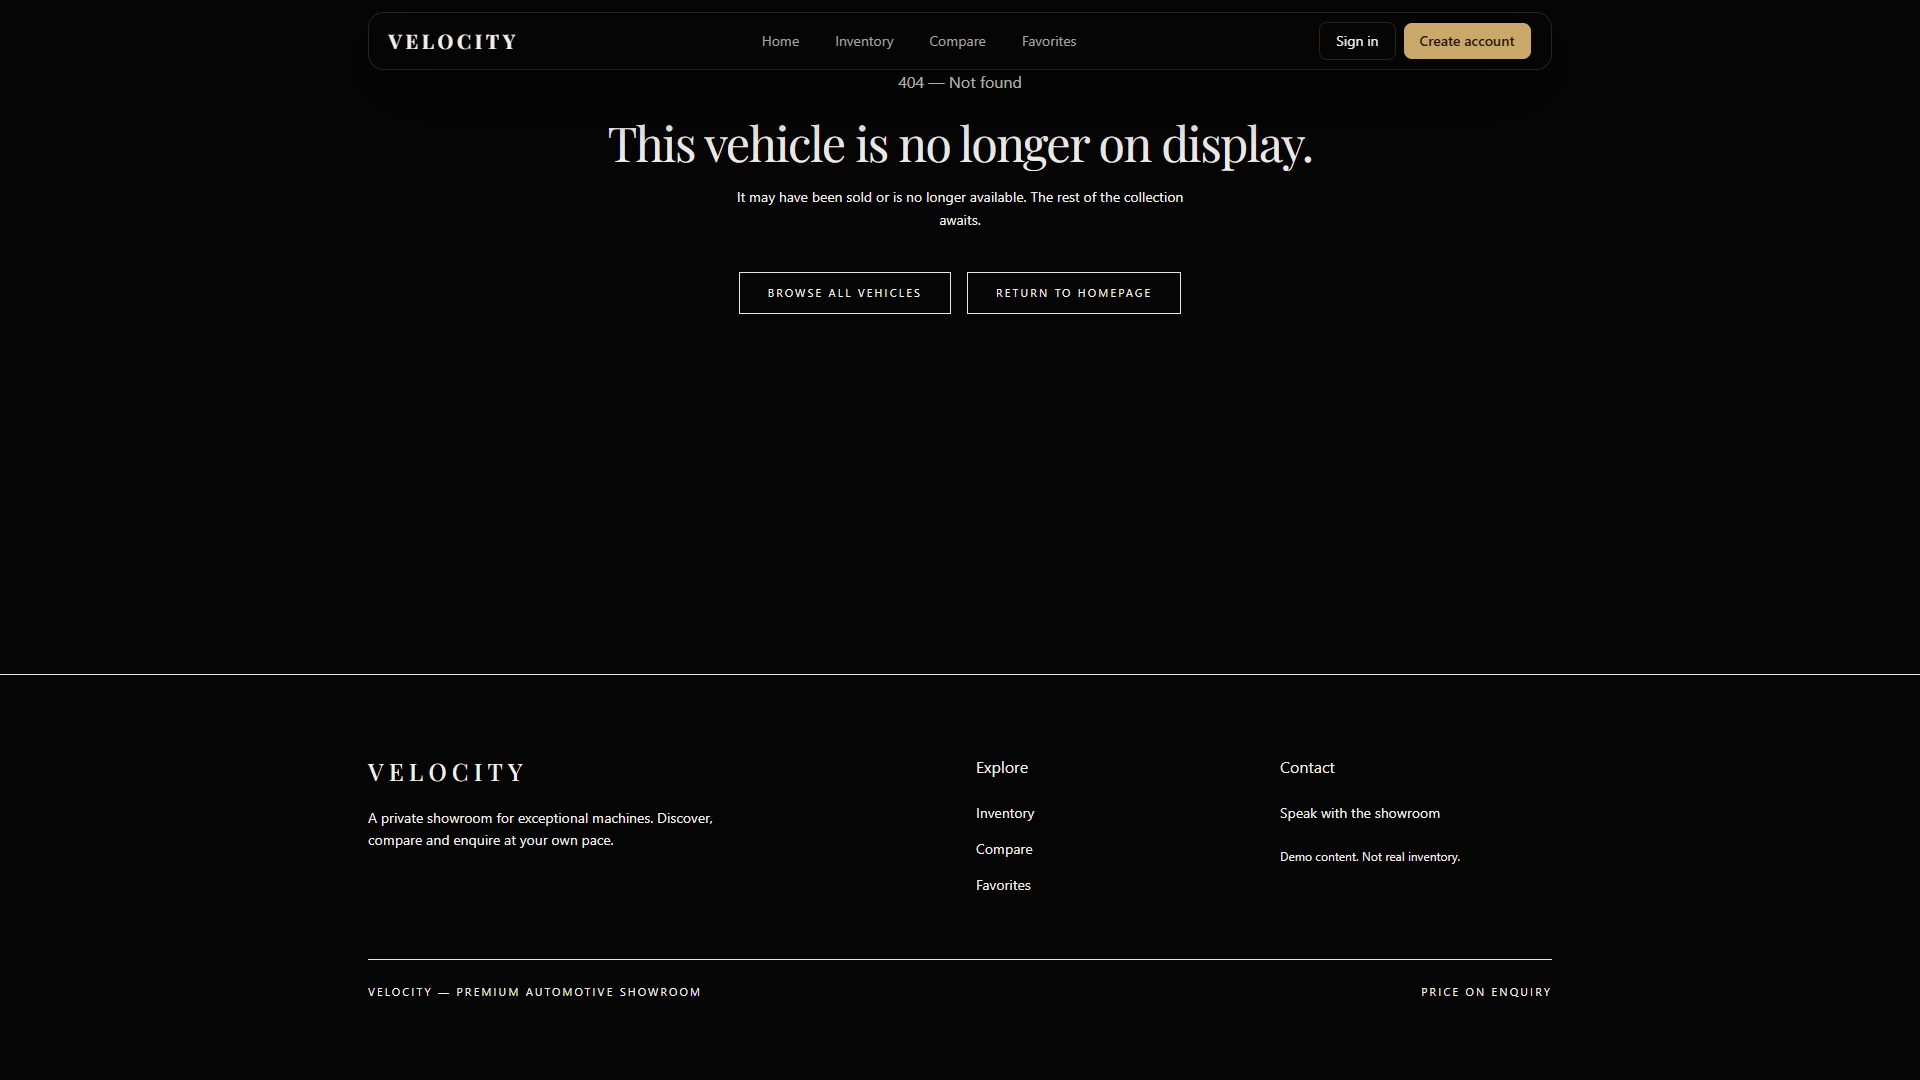 VELOCITY
Home
Inventory
Compare
Favorites
Sign in
Create account
404 — Not found
This vehicle is no longer on display.
It may have been sold or is no longer available. The rest of the collection
awaits.
BROWSE ALL VEHICLES
RETURN TO HOMEPAGE
VELOCITY
A private showroom for exceptional machines. Discover,
compare and enquire at your own pace.
Explore
Inventory
Compare
Favorites
Contact
Speak with the showroom
Demo content. Not real inventory.
VELOCITY — PREMIUM AUTOMOTIVE SHOWROOM
PRICE ON ENQUIRY